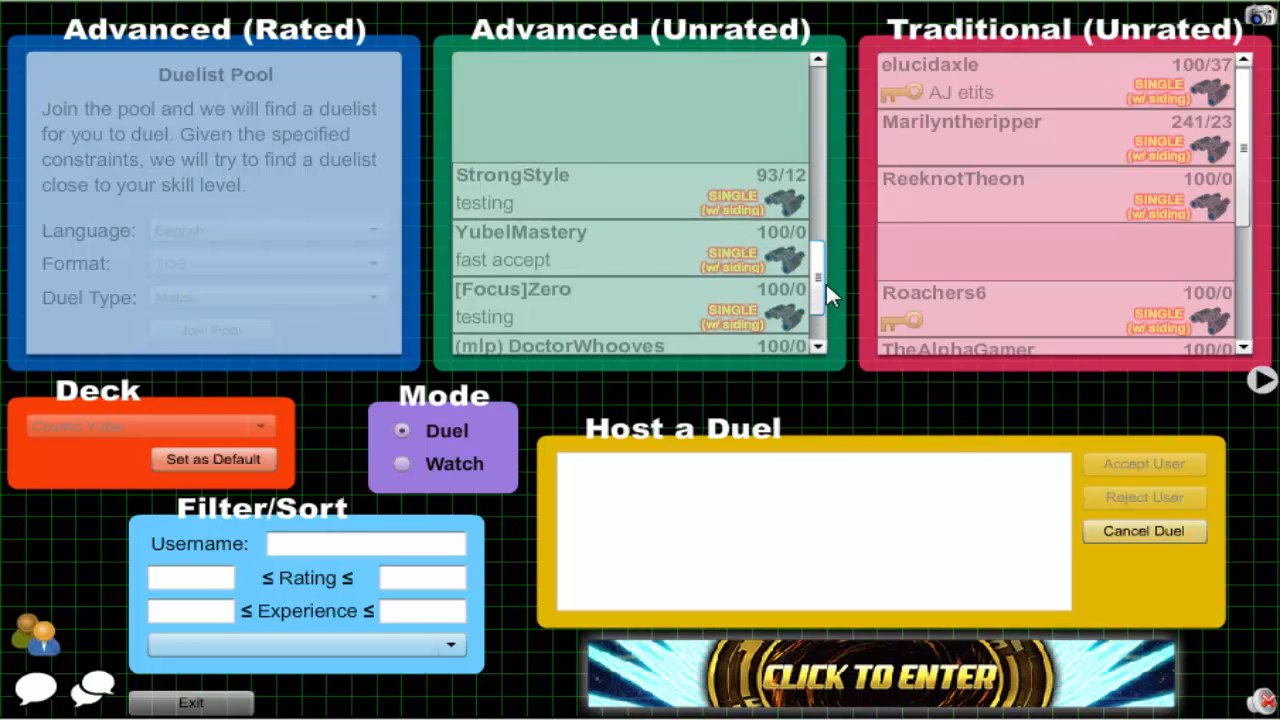 Advanced (Rated)
Duelist Pool
Join the pool and we will find a duelist
for you to duel. Given the specified
constraints, we will try to find a duelist
close to your skill level.
Language: English
Format: TCG
Duel Type: Match
Join Pool
Advanced (Unrated)
StrongStyle 93/12
testing SINGLE
(w/ siding)
YubelMastery 100/0
fast accept SINGLE
(w/ siding)
[Focus]Zero 100/0
testing SINGLE
(w/ siding)
(mlp) DoctorWhooves 100/0
Traditional (Unrated)
elucidaxle 100/37
AJ etits SINGLE
(w/ siding)
Marilyntheripper 241/23
SINGLE
(w/ siding)
ReeknotTheon 100/0
SINGLE
(w/ siding)
Roachers6 100/0
SINGLE
(w/ siding)
TheAlphaGamer 100/0
Deck
Set as Default
Mode
Duel
Watch
Host a Duel
Accept User
Reject User
Cancel Duel
Filter/Sort
Username:
≤ Rating ≤
≤ Experience ≤
Exit
CLICK TO ENTER